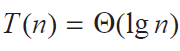 T(n) = Θ(lg n)